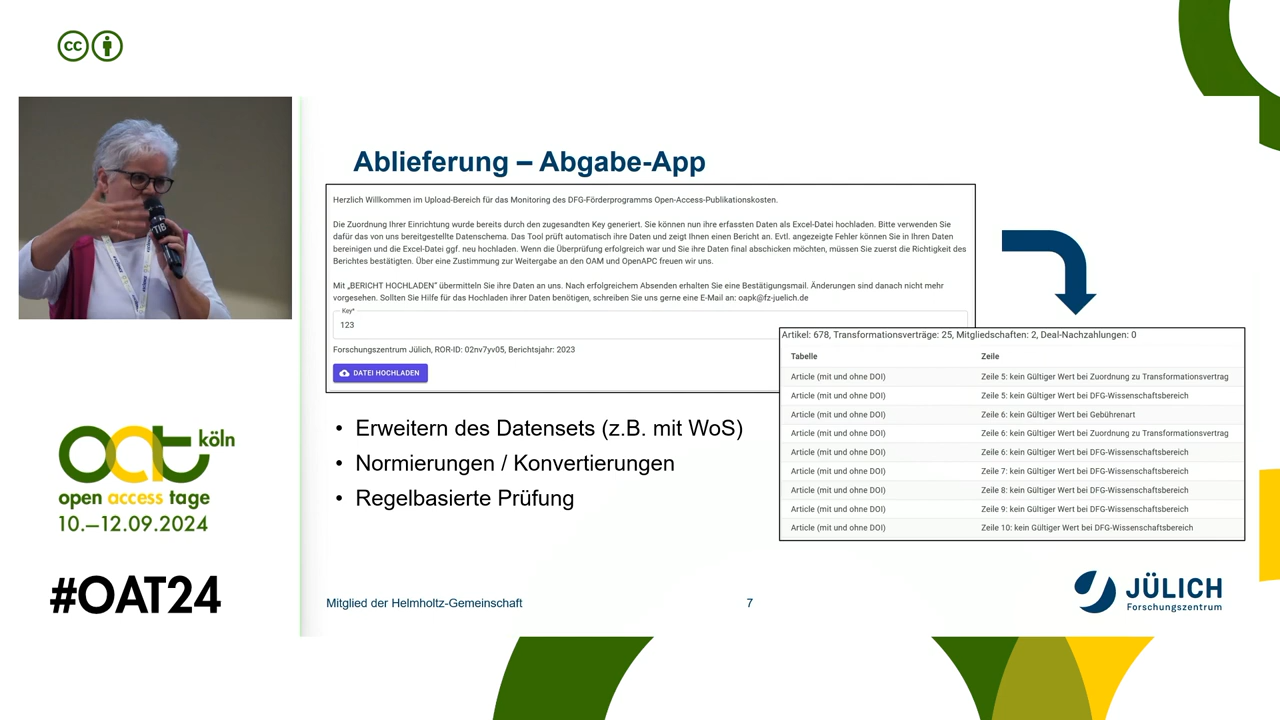 cc
Ablieferung – Abgabe-App
Herzlich Willkommen im Upload-Bereich für das Monitoring des DFG-Förderprogramms Open-Access-Publikationskosten.
Die Zuordnung Ihrer Einrichtung wurde bereits durch den zugesandten Key generiert. Sie können nun ihre erfassten Daten als Excel-Datei hochladen. Bitte verwenden Sie
dafür das von uns bereitgestellte Datenschema. Das Tool prüft automatisch ihre Daten und zeigt Ihnen einen Bericht an. Evtl. angezeigte Fehler können Sie in Ihren Daten
bereinigen und die Excel-Datei ggf. neu hochladen. Wenn die Überprüfung erfolgreich war und Sie ihre Daten final abschicken möchten, müssen Sie zuerst die Richtigkeit des
Berichtes bestätigen. Über eine Zustimmung zur Weitergabe an den OAM und OpenAPC freuen wir uns.
Mit „BERICHT HOCHLADEN“ übermitteln Sie ihre Daten an uns. Nach erfolgreichem Absenden erhalten Sie eine Bestätigungsmail. Änderungen sind danach nicht mehr
vorgesehen. Sollten Sie Hilfe für das Hochladen ihrer Daten benötigen, schreiben Sie uns gerne eine E-Mail an: oapk@fz-juelich.de
Key*
123
Forschungszentrum Jülich, ROR-ID: 02nv7yv05, Berichtsjahr: 2023
DATEI HOCHLADEN
Artikel: 678, Transformationsverträge: 25, Mitgliedschaften: 2, Deal-Nachzahlungen: 0
Tabelle Zeile
Article (mit und ohne DOI) Zeile 5: kein Gültiger Wert bei Zuordnung zu Transformationsvertrag
Article (mit und ohne DOI) Zeile 5: kein Gültiger Wert bei DFG-Wissenschaftsbereich
Article (mit und ohne DOI) Zeile 6: kein Gültiger Wert bei Gebührenart
Article (mit und ohne DOI) Zeile 6: kein Gültiger Wert bei Zuordnung zu Transformationsvertrag
Article (mit und ohne DOI) Zeile 6: kein Gültiger Wert bei DFG-Wissenschaftsbereich
Article (mit und ohne DOI) Zeile 7: kein Gültiger Wert bei DFG-Wissenschaftsbereich
Article (mit und ohne DOI) Zeile 8: kein Gültiger Wert bei DFG-Wissenschaftsbereich
Article (mit und ohne DOI) Zeile 9: kein Gültiger Wert bei DFG-Wissenschaftsbereich
Article (mit und ohne DOI) Zeile 10: kein Gültiger Wert bei DFG-Wissenschaftsbereich
• Erweitern des Datensets (z.B. mit WoS)
• Normierungen / Konvertierungen
• Regelbasierte Prüfung
TIB
oat köln
open access tage
10.–12.09.2024
#OAT24
Mitglied der Helmholtz-Gemeinschaft
7
JÜLICH
Forschungszentrum